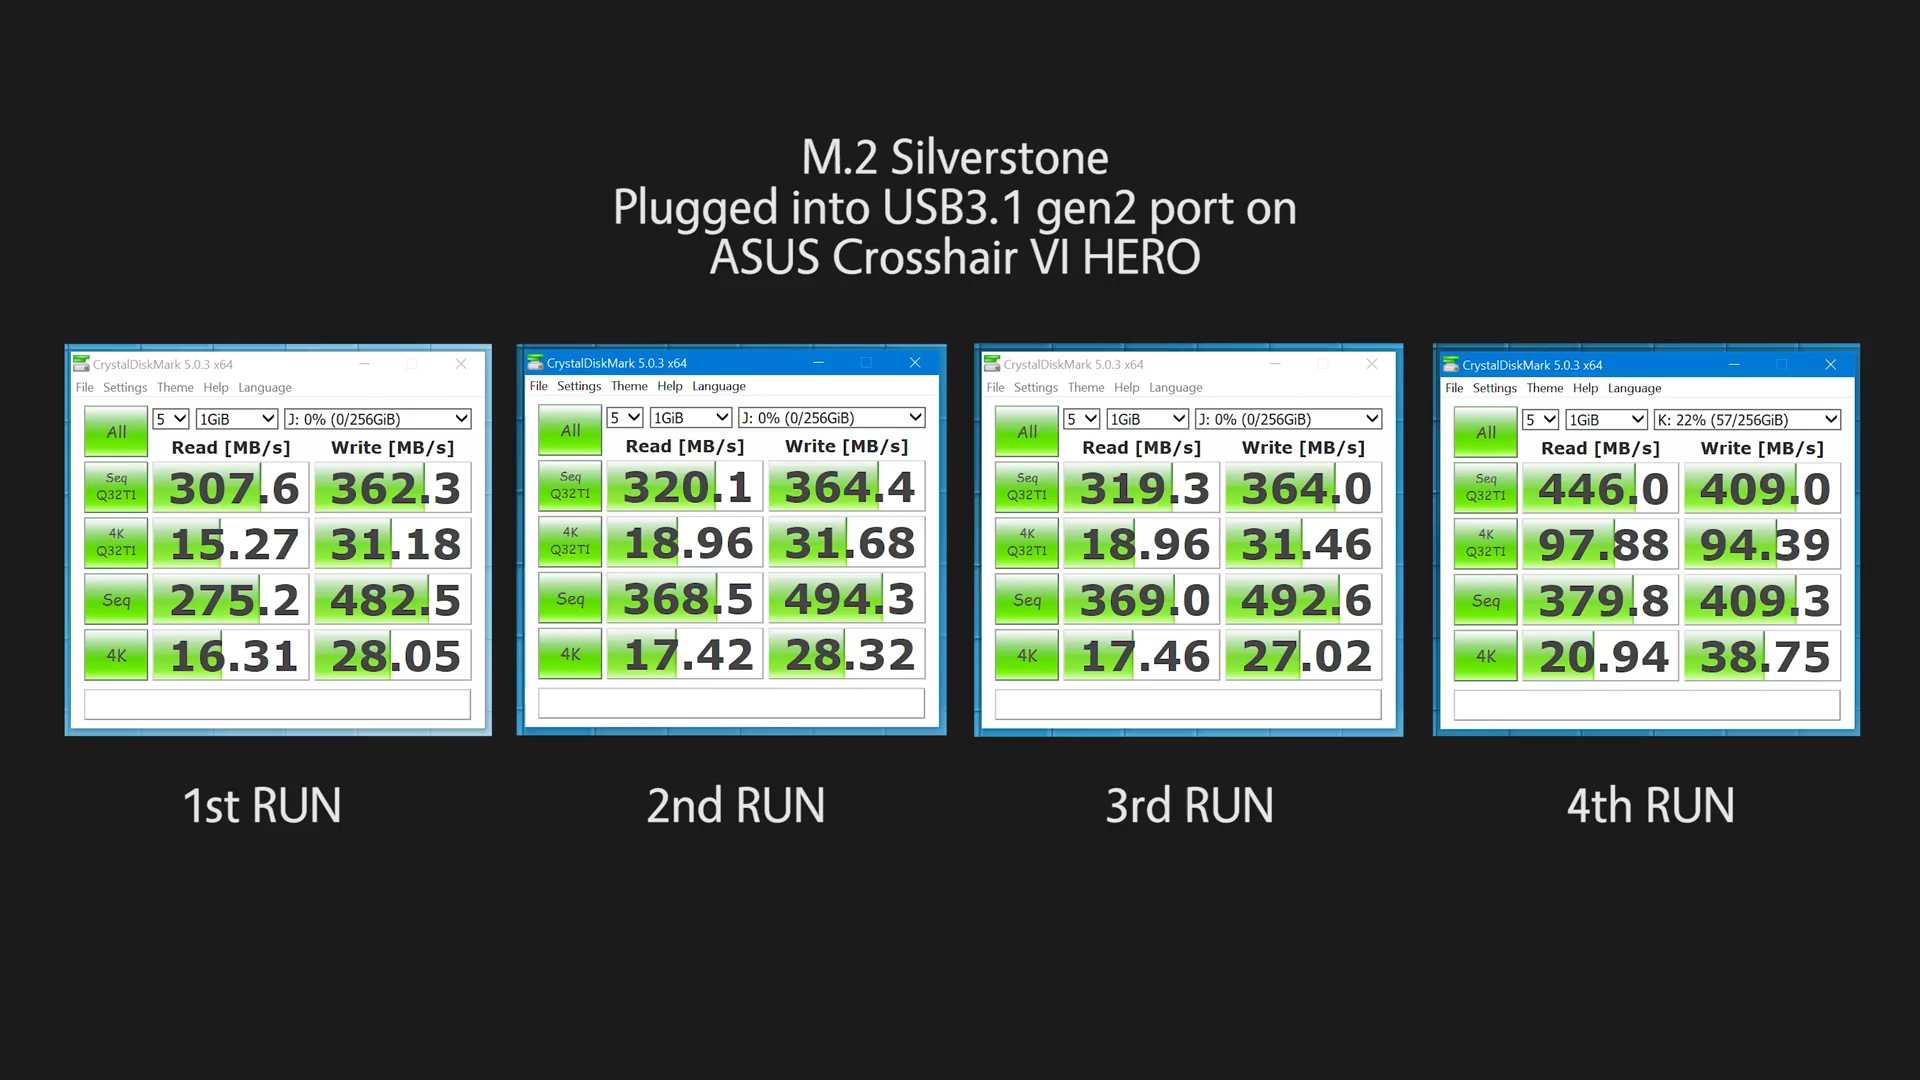 M.2 Silverstone
Plugged into USB3.1 gen2 port on
ASUS Crosshair VI HERO
CrystalDiskMark 5.0.3 x64
File Settings Theme Help Language
All 5 1GiB J: 0% (0/256GiB)
Read [MB/s] Write [MB/s]
Seq Q32T1 307.6 362.3
4K Q32T1 15.27 31.18
Seq 275.2 482.5
4K 16.31 28.05
1st RUN
CrystalDiskMark 5.0.3 x64
File Settings Theme Help Language
All 5 1GiB J: 0% (0/256GiB)
Read [MB/s] Write [MB/s]
Seq Q32T1 320.1 364.4
4K Q32T1 18.96 31.68
Seq 368.5 494.3
4K 17.42 28.32
2nd RUN
CrystalDiskMark 5.0.3 x64
File Settings Theme Help Language
All 5 1GiB J: 0% (0/256GiB)
Read [MB/s] Write [MB/s]
Seq Q32T1 319.3 364.0
4K Q32T1 18.96 31.46
Seq 369.0 492.6
4K 17.46 27.02
3rd RUN
CrystalDiskMark 5.0.3 x64
File Settings Theme Help Language
All 5 1GiB K: 22% (57/256GiB)
Read [MB/s] Write [MB/s]
Seq Q32T1 446.0 409.0
4K Q32T1 97.88 94.39
Seq 379.8 409.3
4K 20.94 38.75
4th RUN